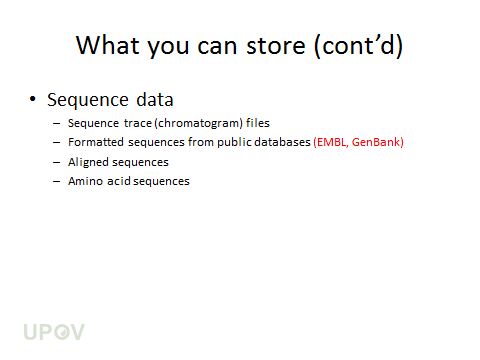 What you can store (cont’d)
• Sequence data
– Sequence trace (chromatogram) files
– Formatted sequences from public databases (EMBL, GenBank)
– Aligned sequences
– Amino acid sequences
UPOV